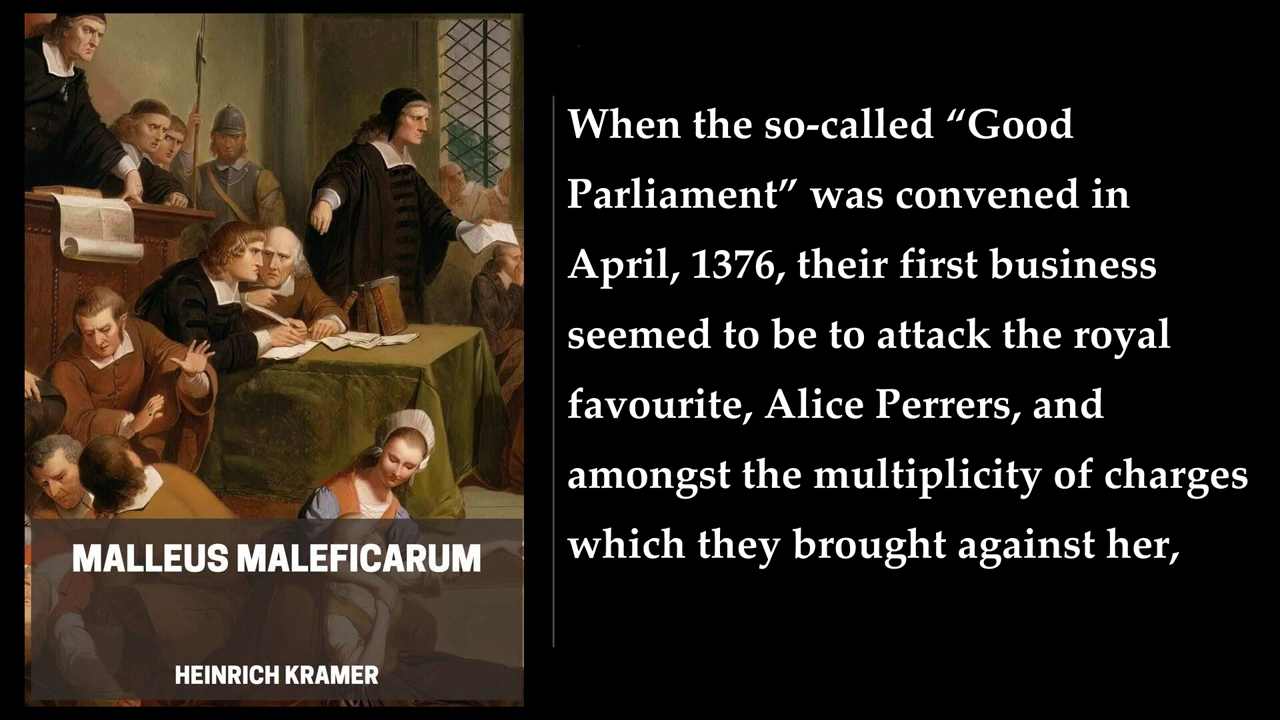 MALLEUS MALEFICARUM
HEINRICH KRAMER
When the so-called “Good
Parliament” was convened in
April, 1376, their first business
seemed to be to attack the royal
favourite, Alice Perrers, and
amongst the multiplicity of charges
which they brought against her,